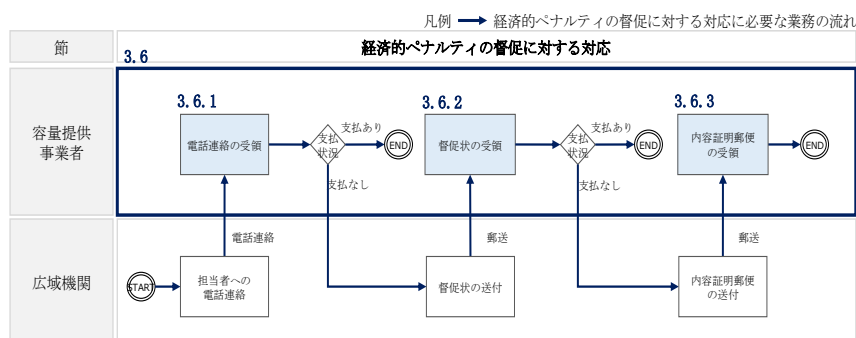 凡例 経済的ペナルティの督促に対する対応に必要な業務の流れ
節
経済的ペナルティの督促に対する対応
3.6
容量提供
事業者
3.6.1
電話連絡の受領
支払
状況
支払あり
END
支払なし
3.6.2
督促状の受領
支払
状況
支払あり
END
支払なし
3.6.3
内容証明郵便
の受領
END
電話連絡
郵送
郵送
広域機関
START
担当者への
電話連絡
督促状の送付
内容証明郵便
の送付